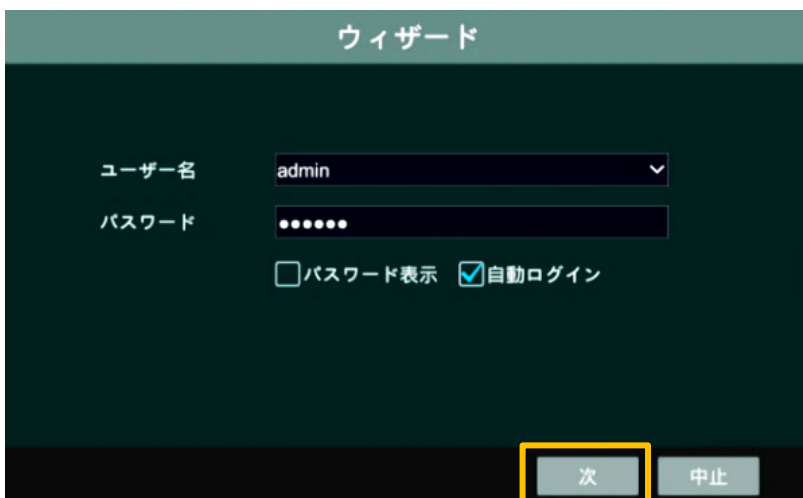 ウィザード
ユーザー名 admin
パスワード ●●●●●●
パスワード表示 自動ログイン
次 中止